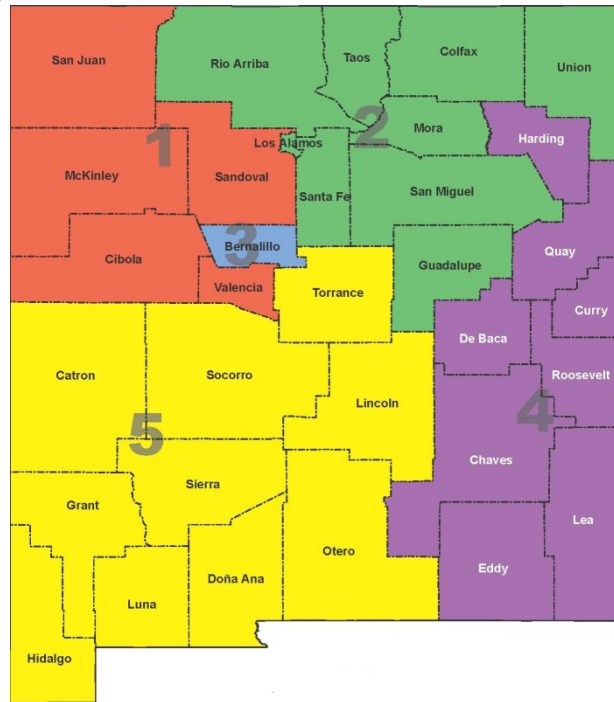 San Juan
Rio Arriba
Taos
Colfax
Union
1
2
Mora
Harding
Los Alamos
McKinley
Sandoval
Santa Fe
San Miguel
3
Bernalillo
Quay
Cibola
Guadalupe
Valencia
Torrance
Curry
De Baca
Catron
Socorro
Roosevelt
Lincoln
4
5
Chaves
Sierra
Grant
Lea
Otero
Eddy
Doña Ana
Luna
Hidalgo